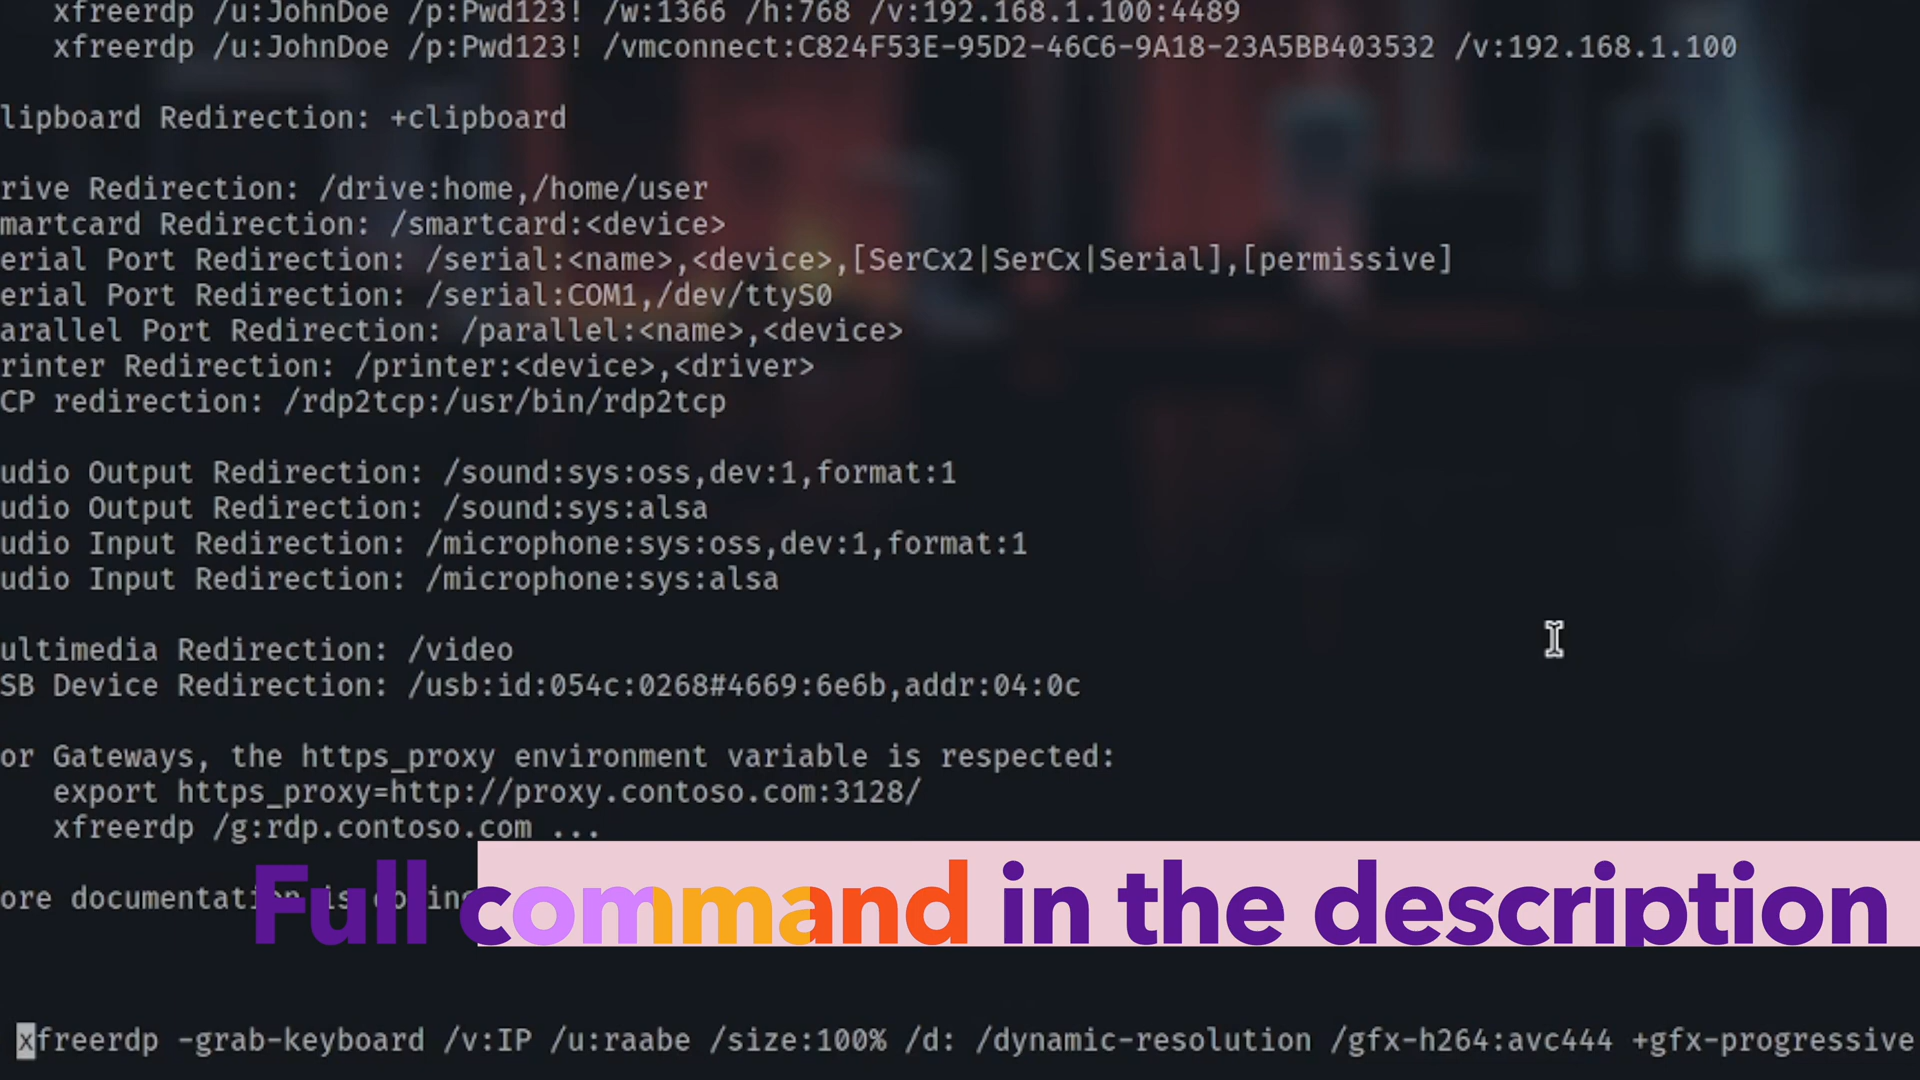 xfreerdp /u:JohnDoe /p:Pwd123! /w:1366 /h:768 /v:192.168.1.100:4489
xfreerdp /u:JohnDoe /p:Pwd123! /vmconnect:C824F53E-95D2-46C6-9A18-23A5BB403532 /v:192.168.1.100
lipboard Redirection: +clipboard
rive Redirection: /drive:home,/home/user
martcard Redirection: /smartcard:<device>
erial Port Redirection: /serial:<name>,<device>,[SerCx2|SerCx|Serial],[permissive]
erial Port Redirection: /serial:COM1,/dev/ttyS0
arallel Port Redirection: /parallel:<name>,<device>
rinter Redirection: /printer:<device>,<driver>
CP redirection: /rdp2tcp:/usr/bin/rdp2tcp
udio Output Redirection: /sound:sys:oss,dev:1,format:1
udio Output Redirection: /sound:sys:alsa
udio Input Redirection: /microphone:sys:oss,dev:1,format:1
udio Input Redirection: /microphone:sys:alsa
ultimedia Redirection: /video
SB Device Redirection: /usb:id:054c:0268#4669:6e6b,addr:04:0c
or Gateways, the https_proxy environment variable is respected:
export https_proxy=http://proxy.contoso.com:3128/
xfreerdp /g:rdp.contoso.com ...
ore documentation is coming
Full command in the description
xfreerdp -grab-keyboard /v:IP /u:raabe /size:100% /d: /dynamic-resolution /gfx-h264:avc444 +gfx-progressive